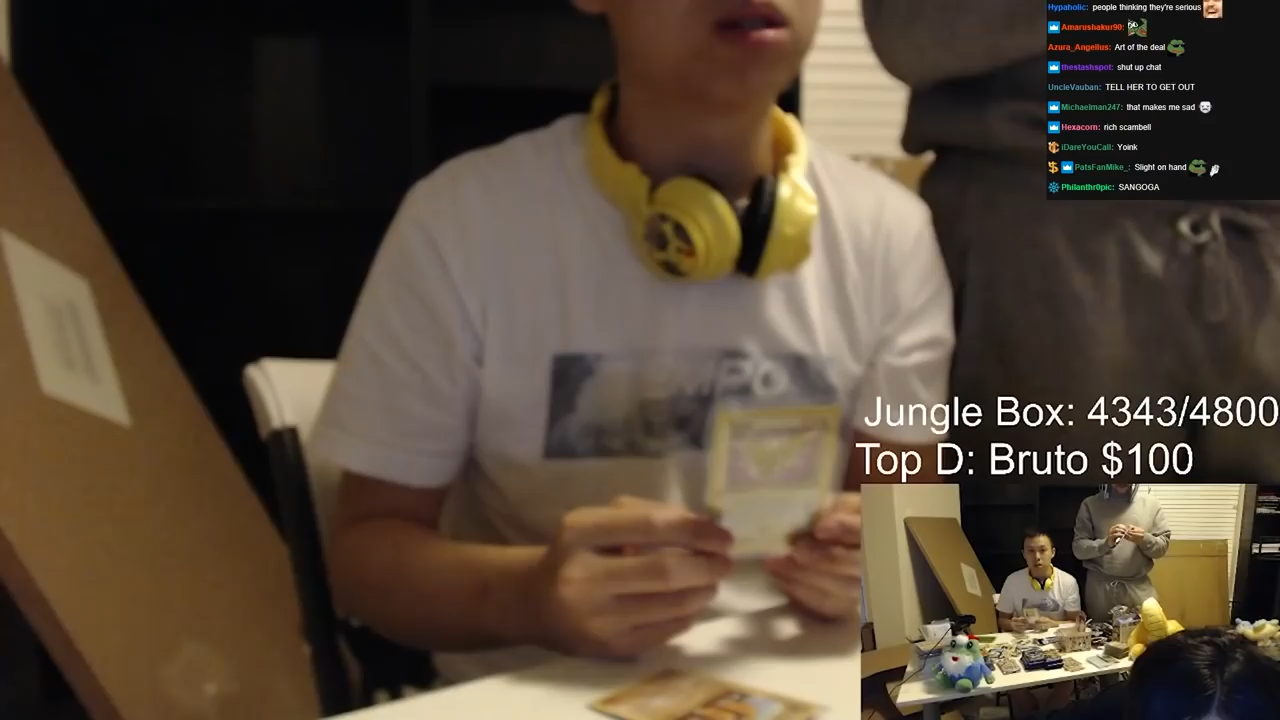 Hypaholic: people thinking they're serious
Amarushakur90:
Azura_Angellus: Art of the deal
thestashspot: shut up chat
UncleVauban: TELL HER TO GET OUT
Michaelman247: that makes me sad
Hexacorn: rich scambell
iDareYouCall: Yoink
PatsFanMike_: Slight on hand
Philanthr0pic: SANGOGA
Jungle Box: 4343/4800
Top D: Bruto $100